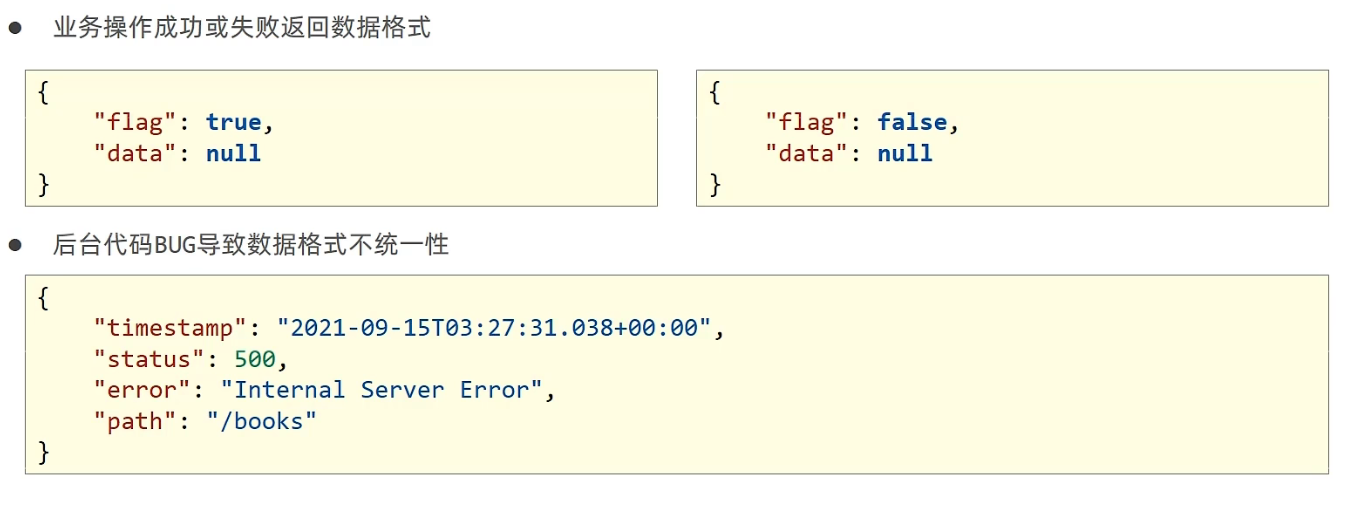 ● 业务操作成功或失败返回数据格式
{
    "flag": true,
    "data": null
}
{
    "flag": false,
    "data": null
}
● 后台代码BUG导致数据格式不统一性
{
    "timestamp": "2021-09-15T03:27:31.038+00:00",
    "status": 500,
    "error": "Internal Server Error",
    "path": "/books"
}